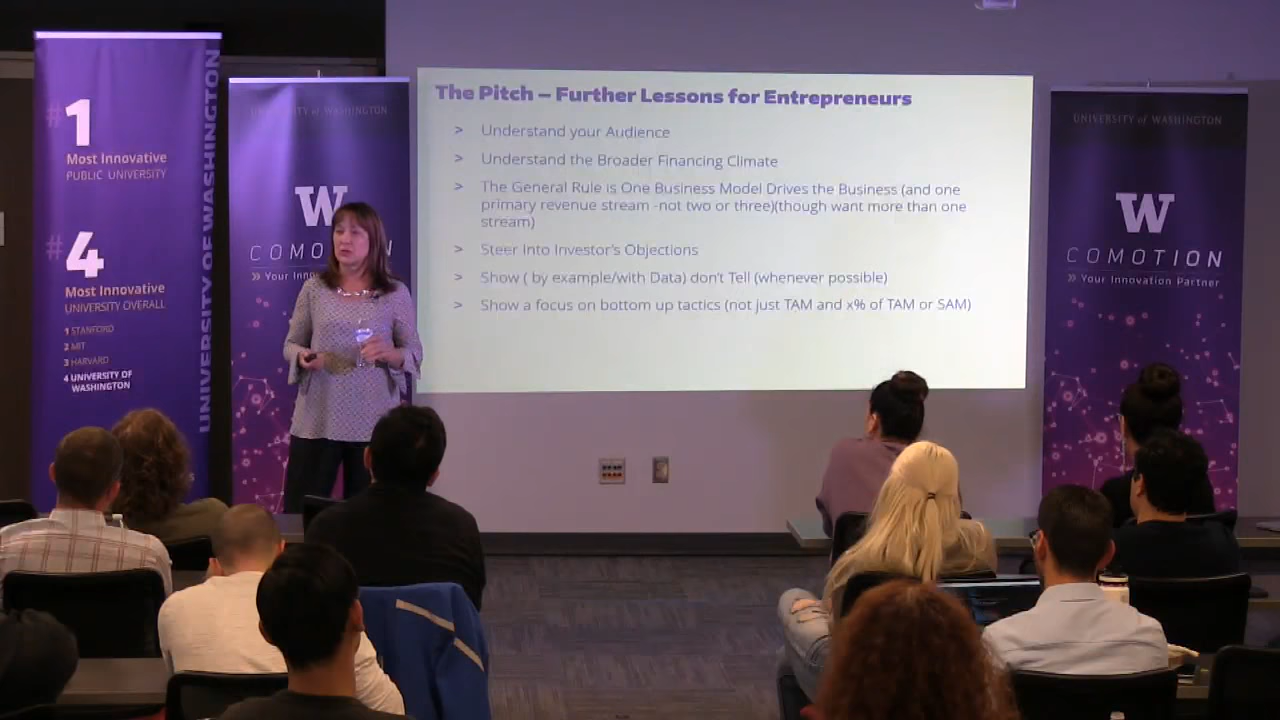 #1
Most Innovative
PUBLIC UNIVERSITY
#4
Most Innovative
UNIVERSITY OVERALL
1 STANFORD
2 MIT
3 HARVARD
4 UNIVERSITY OF
WASHINGTON
UNIVERSITY OF WASHINGTON
UNIVERSITY of WASHINGTON
W
COMO
N
» Your
The Pitch – Further Lessons for Entrepreneurs
> Understand your Audience
> Understand the Broader Financing Climate
> The General Rule is One Business Model Drives the Business (and one
primary revenue stream -not two or three)(though want more than one
stream)
> Steer Into Investor's Objections
> Show ( by example/with Data) don't Tell (whenever possible)
> Show a focus on bottom up tactics (not just TAM and x% of TAM or SAM)
UNIVERSITY of WASHINGTON
W
COMOTION
» Your Innovation Partner